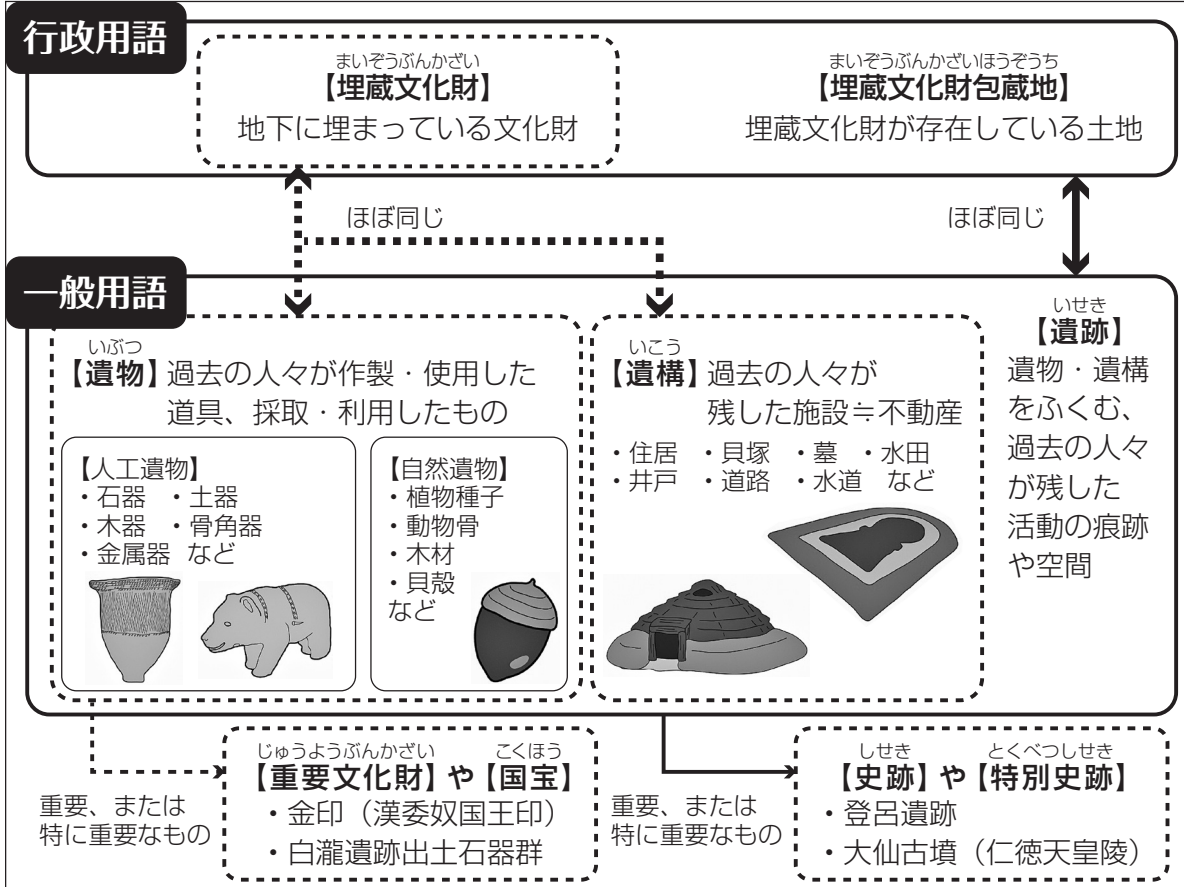 行政用語
まいぞうぶんかざい
【埋蔵文化財】
地下に埋まっている文化財
まいぞうぶんかざいほうぞうち
【埋蔵文化財包蔵地】
埋蔵文化財が存在している土地
ほぼ同じ
ほぼ同じ
一般用語
いぶつ
【遺物】過去の人々が作製・使用した
道具、採取・利用したもの
【人工遺物】
・石器 ・土器
・木器 ・骨角器
・金属器 など
【自然遺物】
・植物種子
・動物骨
・木材
・貝殻
など
いこう
【遺構】過去の人々が
残した施設≒不動産
・住居 ・貝塚 ・墓 ・水田
・井戸 ・道路 ・水道 など
いせき
【遺跡】
遺物・遺構
をふくむ、
過去の人々
が残した
活動の痕跡
や空間
重要、または
特に重要なもの
じゅうようぶんかざい こくほう
【重要文化財】や【国宝】
・金印（漢委奴国王印）
・白瀧遺跡出土石器群
重要、または
特に重要なもの
しせき とくべつしせき
【史跡】や【特別史跡】
・登呂遺跡
・大仙古墳（仁徳天皇陵）